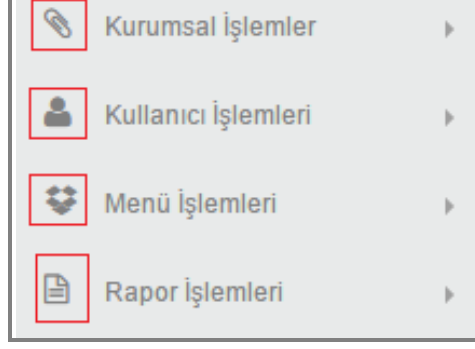 Kurumsal İşlemler
Kullanıcı İşlemleri
Menü İşlemleri
Rapor İşlemleri